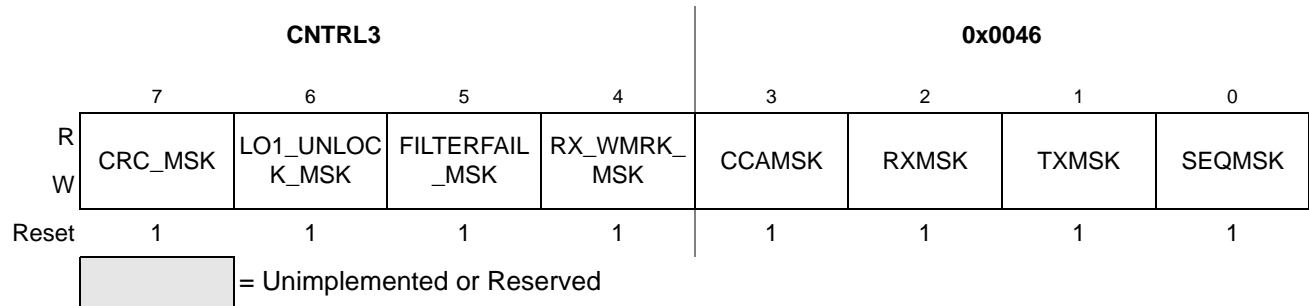 CNTRL3 0x0046
7 6 5 4 3 2 1 0
R
W
CRC_MSK
LO1_UNLOC
K_MSK
FILTERFAIL
_MSK
RX_WMRK_
MSK
CCAMSK
RXMSK
TXMSK
SEQMSK
Reset 1 1 1 1 1 1 1 1
= Unimplemented or Reserved